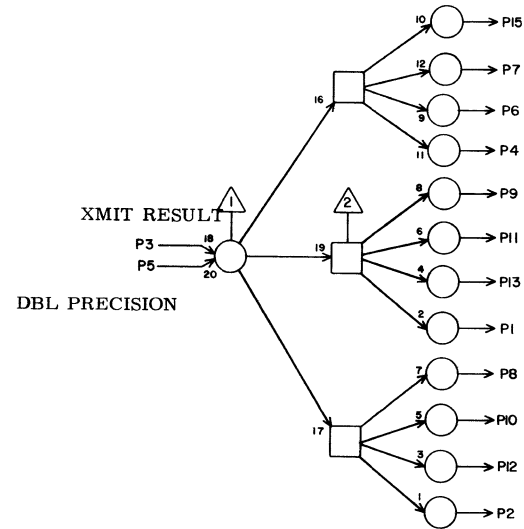 10 P15
12 P7
16
9 P6
11 P4
1 2
8 P9
XMIT RESULT
6 P11
P3 18
19
P5 20
4 P13
DBL PRECISION
2 P1
7 P8
17
5 P10
3 P12
1 P2